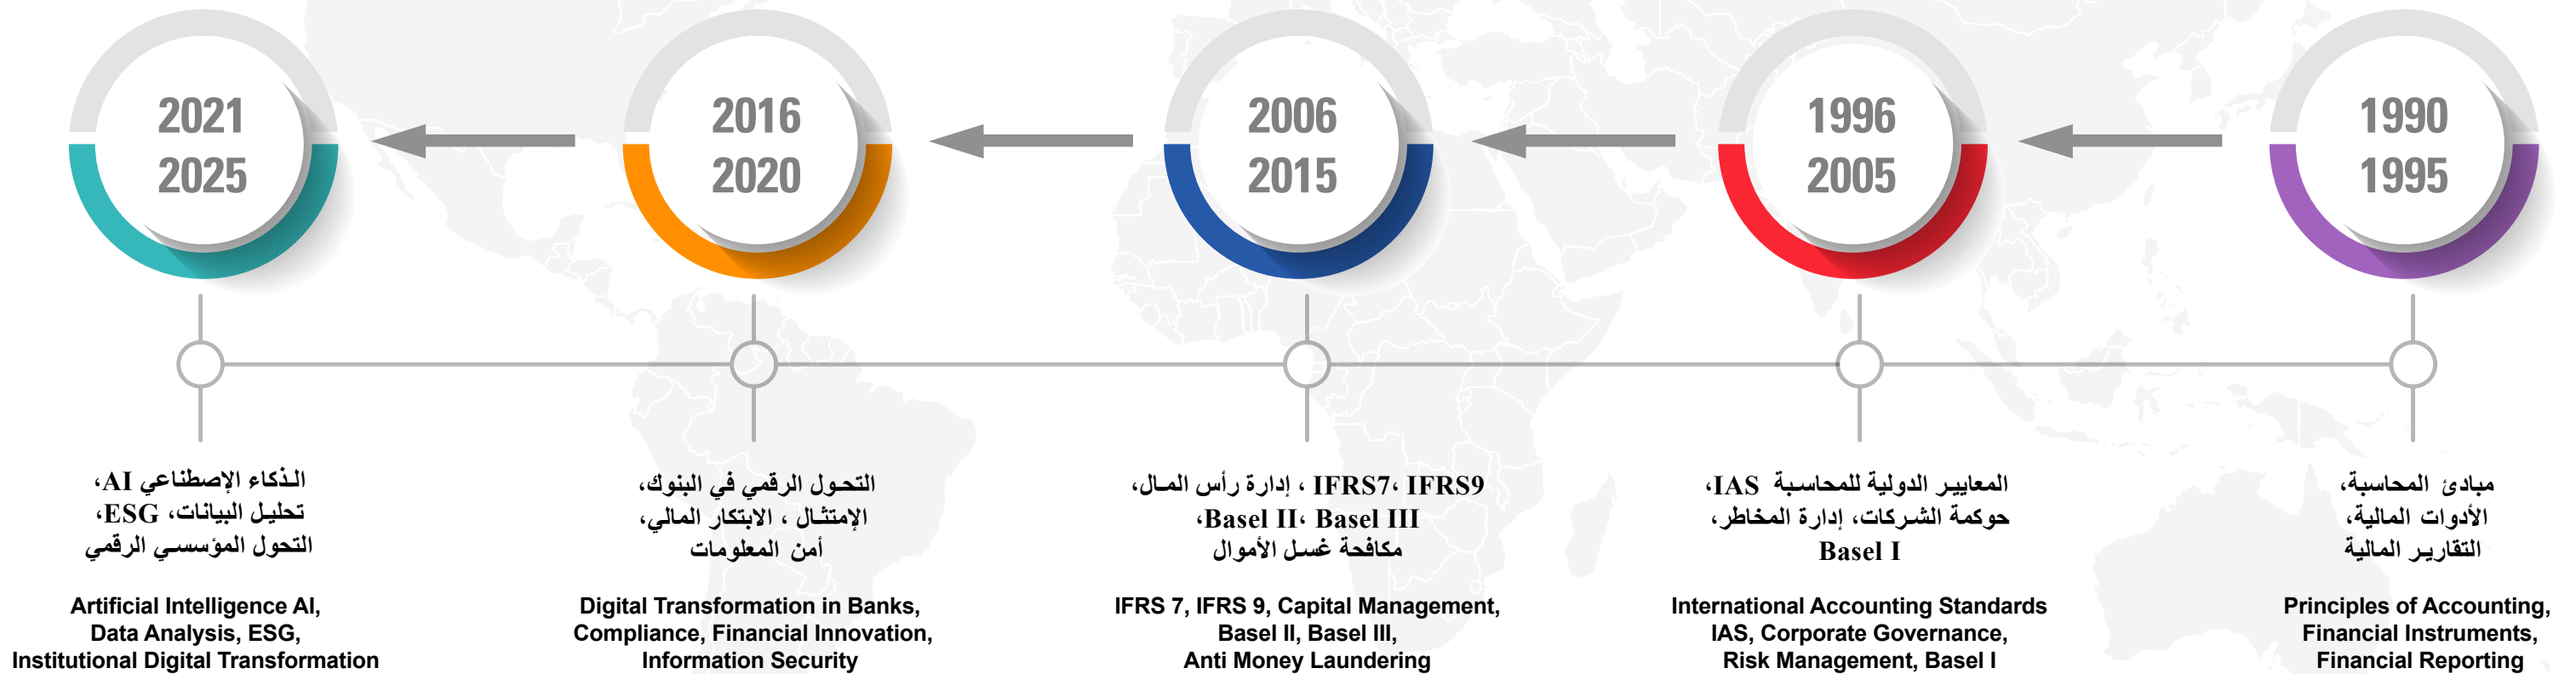 1990
1995
مبادئ المحاسبة،
الأدوات المالية،
التقارير المالية
Principles of Accounting,
Financial Instruments,
Financial Reporting
1996
2005
المعايير الدولية للمحاسبة IAS،
حوكمة الشركات، إدارة المخاطر،
Basel I
International Accounting Standards
IAS, Corporate Governance,
Risk Management, Basel I
2006
2015
IFRS7، IFRS9 ، إدارة رأس المال،
Basel II، Basel III،
مكافحة غسل الأموال
IFRS 7, IFRS 9, Capital Management,
Basel II, Basel III,
Anti Money Laundering
2016
2020
التحول الرقمي في البنوك،
الإمتثال ، الابتكار المالي،
أمن المعلومات
Digital Transformation in Banks,
Compliance, Financial Innovation,
Information Security
2021
2025
الذكاء الإصطناعي AI،
تحليل البيانات، ESG،
التحول المؤسسي الرقمي
Artificial Intelligence AI,
Data Analysis, ESG,
Institutional Digital Transformation